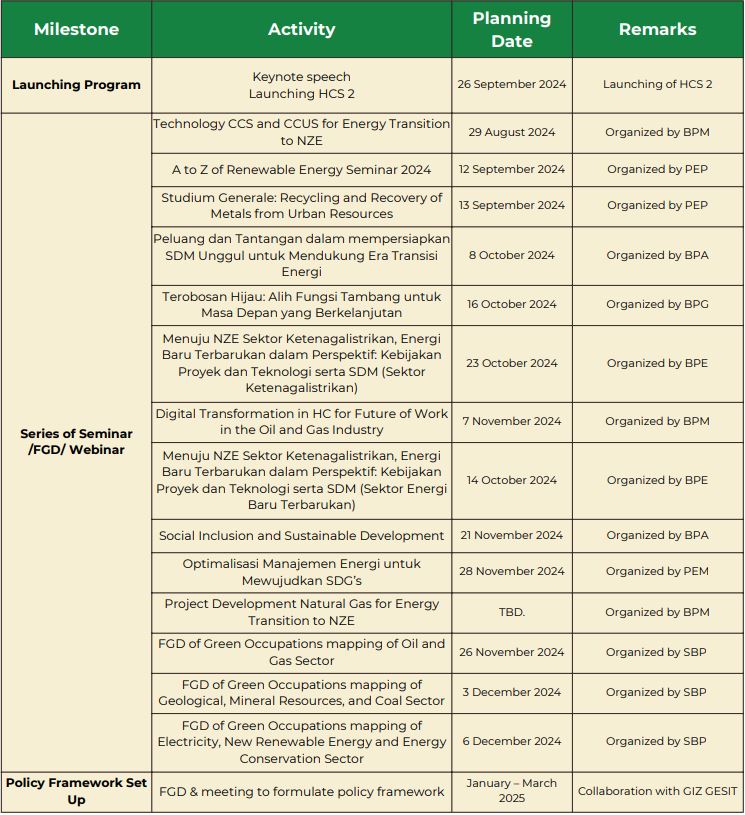 Milestone
Activity
Planning
Date
Remarks
Launching Program
Keynote speech
Launching HCS 2
26 September 2024
Launching of HCS 2
Series of Seminar
/FGD/ Webinar
Technology CCS and CCUS for Energy Transition
to NZE
29 August 2024
Organized by BPM
A to Z of Renewable Energy Seminar 2024
12 September 2024
Organized by PEP
Studium Generale: Recycling and Recovery of
Metals from Urban Resources
13 September 2024
Organized by PEP
Peluang dan Tantangan dalam mempersiapkan
SDM Unggul untuk Mendukung Era Transisi
Energi
8 October 2024
Organized by BPA
Terobosan Hijau: Alih Fungsi Tambang untuk
Masa Depan yang Berkelanjutan
16 October 2024
Organized by BPG
Menuju NZE Sektor Ketenagalistrikan, Energi
Baru Terbarukan dalam Perspektif: Kebijakan
Proyek dan Teknologi serta SDM (Sektor
Ketenagalistrikan)
23 October 2024
Organized by BPE
Digital Transformation in HC for Future of Work
in the Oil and Gas Industry
7 November 2024
Organized by BPM
Menuju NZE Sektor Ketenagalistrikan, Energi
Baru Terbarukan dalam Perspektif: Kebijakan
Proyek dan Teknologi serta SDM (Sektor Energi
Baru Terbarukan)
14 October 2024
Organized by BPE
Social Inclusion and Sustainable Development
21 November 2024
Organized by BPA
Optimalisasi Manajemen Energi untuk
Mewujudkan SDG’s
28 November 2024
Organized by PEM
Project Development Natural Gas for Energy
Transition to NZE
TBD.
Organized by BPM
FGD of Green Occupations mapping of Oil and
Gas Sector
26 November 2024
Organized by SBP
FGD of Green Occupations mapping of
Geological, Mineral Resources, and Coal Sector
3 December 2024
Organized by SBP
FGD of Green Occupations mapping of
Electricity, New Renewable Energy and Energy
Conservation Sector
6 December 2024
Organized by SBP
Policy Framework Set
Up
FGD & meeting to formulate policy framework
January – March
2025
Collaboration with GIZ GESIT